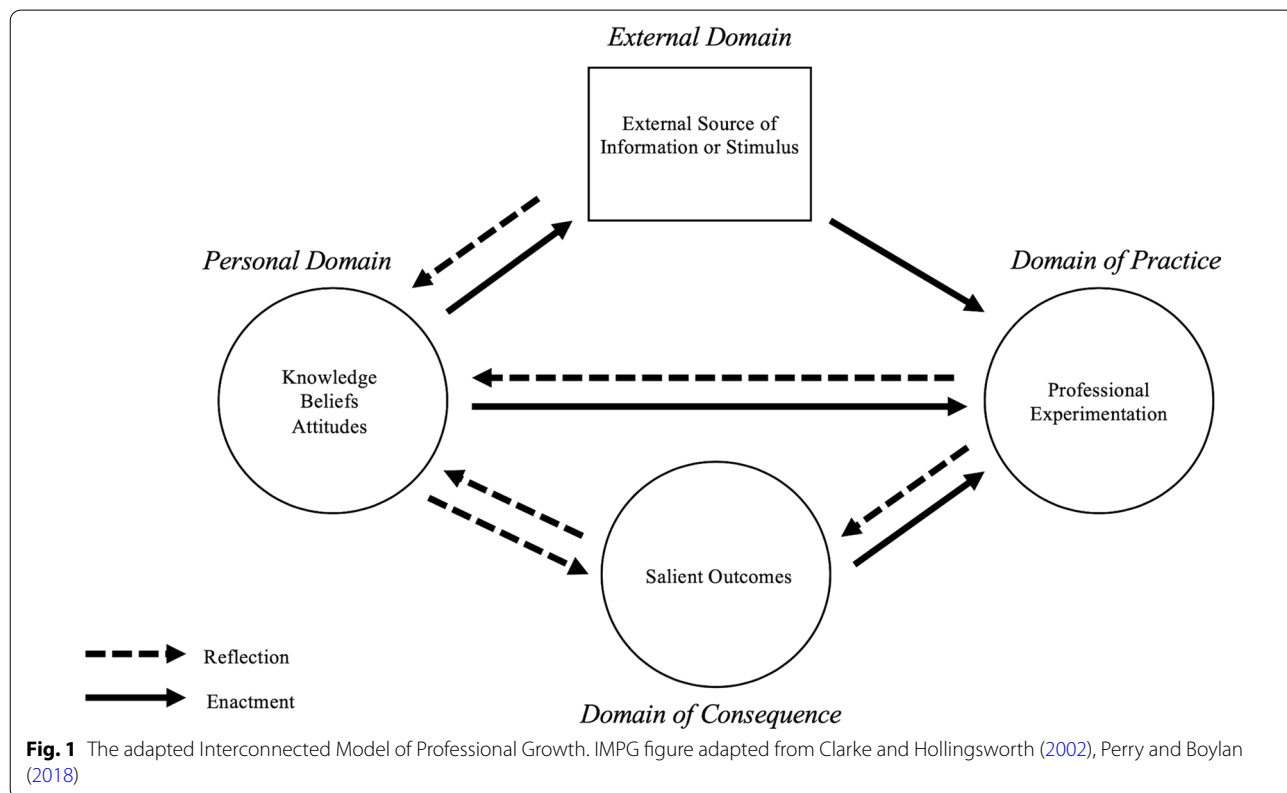 External Domain
External Source of
Information or Stimulus
Personal Domain
Domain of Practice
Knowledge
Beliefs
Attitudes
Professional
Experimentation
Salient Outcomes
Reflection
Enactment
Domain of Consequence
Fig. 1 The adapted Interconnected Model of Professional Growth. IMPG figure adapted from Clarke and Hollingsworth (2002), Perry and Boylan
(2018)